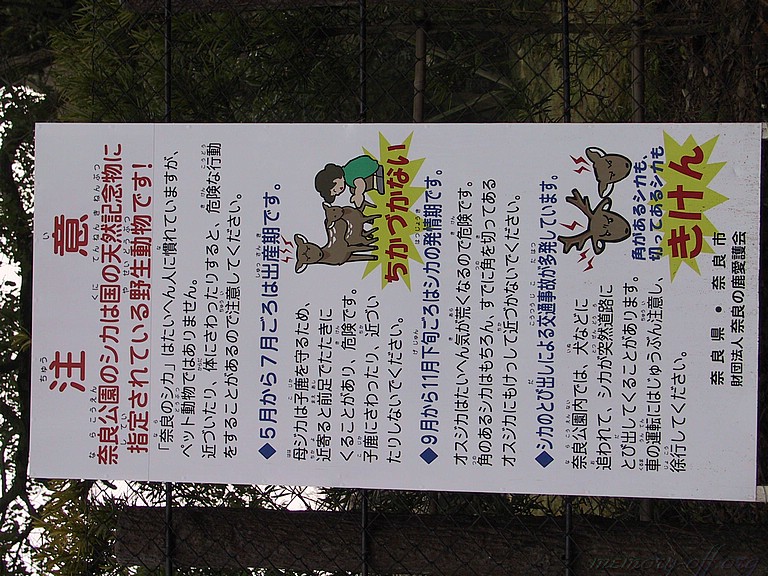 注意
奈良公園のシカは国の天然記念物に
指定されている野生動物です!
「奈良のシカ」はたいへん人に慣れていますが、
ペット動物ではありません。
近づいたり、体にさわったりすると、危険な行動
をすることがあるので注意してください。
◆5月から7月ごろは出産期です。
母ジカは子鹿を守るため、
近寄ると前足でたたきに
くることがあり、危険です。
子鹿にさわったり、近づい
たりしないでください。
ちかづかない
◆9月から11月下旬ごろはシカの発情期です。
オスジカはたいへん気が荒くなるので危険です。
角のあるシカはもちろん、すでに角を切ってある
オスジカにもけっして近づかないでください。
◆シカのとび出しによる交通事故が多発しています。
奈良公園内では、犬などに
追われて、シカが突然道路に
とび出してくることがあります。
車の運転にはじゅうぶん注意し、
徐行してください。
角があるシカも、
切ってあるシカも
きけん
奈良県・奈良市
財団法人 奈良の鹿愛護会